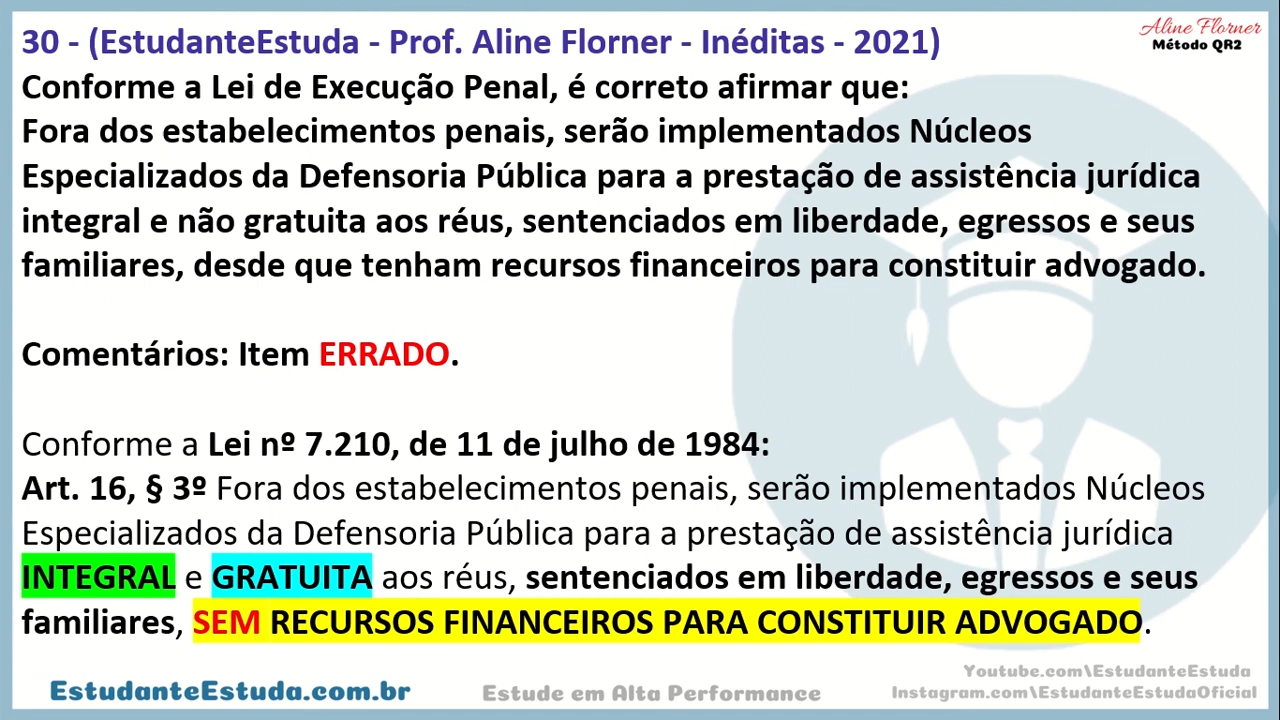 30 - (EstudanteEstuda - Prof. Aline Florner - Inéditas - 2021)
Aline Florner
Método QR2
Conforme a Lei de Execução Penal, é correto afirmar que:
Fora dos estabelecimentos penais, serão implementados Núcleos
Especializados da Defensoria Pública para a prestação de assistência jurídica
integral e não gratuita aos réus, sentenciados em liberdade, egressos e seus
familiares, desde que tenham recursos financeiros para constituir advogado.
Comentários: Item ERRADO.
Conforme a Lei nº 7.210, de 11 de julho de 1984:
Art. 16, § 3º Fora dos estabelecimentos penais, serão implementados Núcleos
Especializados da Defensoria Pública para a prestação de assistência jurídica
INTEGRAL e GRATUITA aos réus, sentenciados em liberdade, egressos e seus
familiares, SEM RECURSOS FINANCEIROS PARA CONSTITUIR ADVOGADO.
EstudanteEstuda.com.br
Estude em Alta Performance
Youtube.com\EstudanteEstuda
Instagram.com\EstudanteEstudaOficial